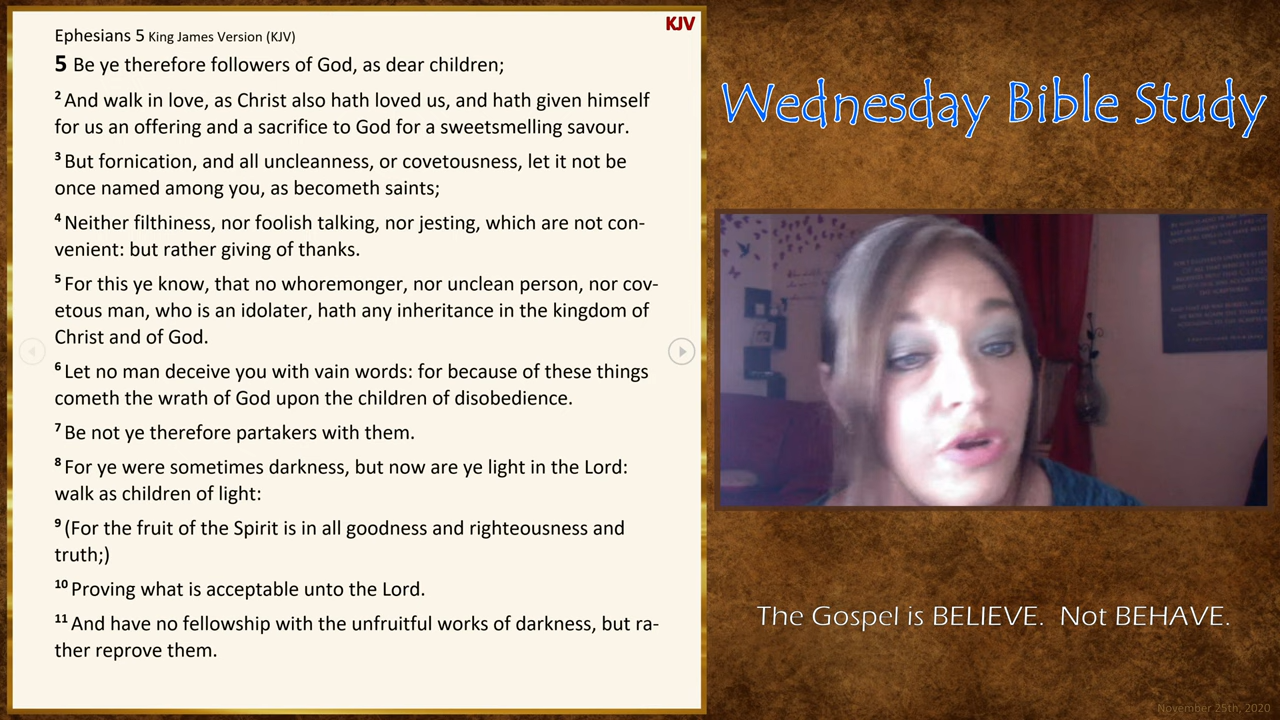 KJV
Ephesians 5 King James Version (KJV)
5 Be ye therefore followers of God, as dear children;
2 And walk in love, as Christ also hath loved us, and hath given himself
for us an offering and a sacrifice to God for a sweetsmelling savour.
3 But fornication, and all uncleanness, or covetousness, let it not be
once named among you, as becometh saints;
4 Neither filthiness, nor foolish talking, nor jesting, which are not con-
venient: but rather giving of thanks.
5 For this ye know, that no whoremonger, nor unclean person, nor cov-
etous man, who is an idolater, hath any inheritance in the kingdom of
Christ and of God.
6 Let no man deceive you with vain words: for because of these things
cometh the wrath of God upon the children of disobedience.
7 Be not ye therefore partakers with them.
8 For ye were sometimes darkness, but now are ye light in the Lord:
walk as children of light:
9 (For the fruit of the Spirit is in all goodness and righteousness and
truth;)
10 Proving what is acceptable unto the Lord.
11 And have no fellowship with the unfruitful works of darkness, but ra-
ther reprove them.
Wednesday Bible Study
The Gospel is BELIEVE. Not BEHAVE.
November 25th, 2020